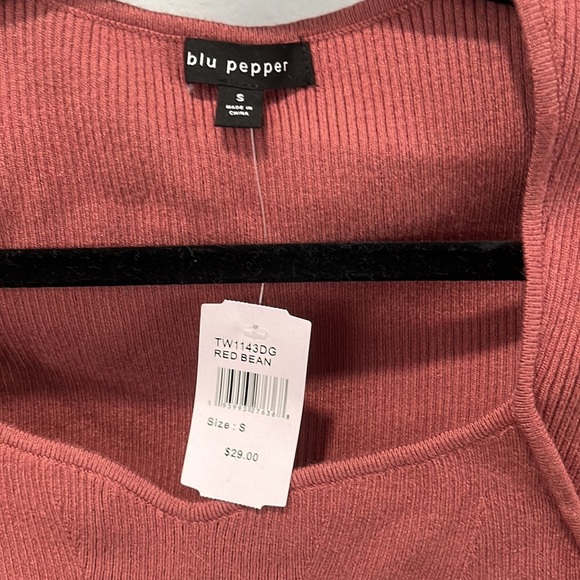 blu pepper
S
MADE IN
CHINA
TW1143DG
RED BEAN
Size : S
$29.00